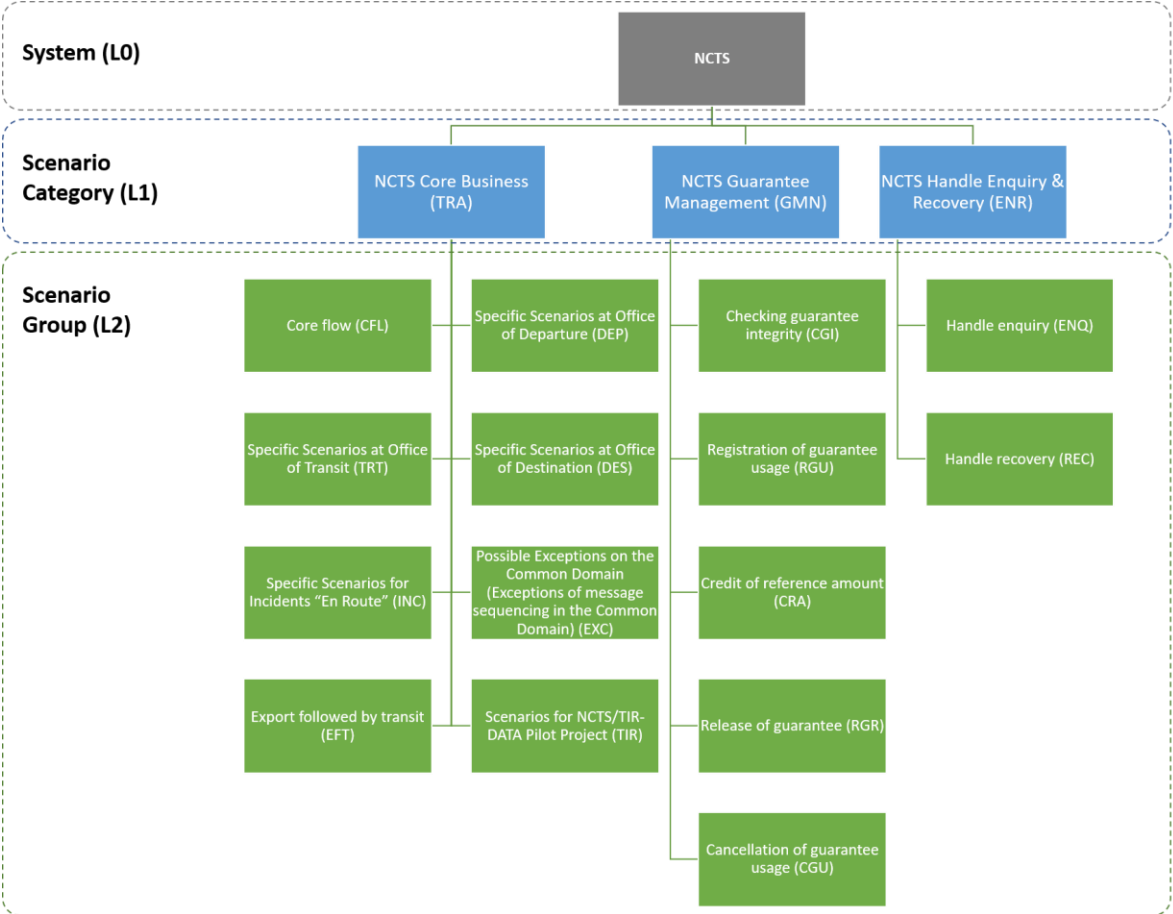 System (L0)
NCTS
Scenario
Category (L1)
NCTS Core Business
(TRA)
NCTS Guarantee
Management (GMN)
NCTS Handle Enquiry &
Recovery (ENR)
Scenario
Group (L2)
Core flow (CFL)
Specific Scenarios at Office
of Departure (DEP)
Checking guarantee
integrity (CGI)
Handle enquiry (ENQ)
Specific Scenarios at Office
of Transit (TRT)
Specific Scenarios at Office
of Destination (DES)
Registration of guarantee
usage (RGU)
Handle recovery (REC)
Specific Scenarios for
Incidents “En Route” (INC)
Possible Exceptions on the
Common Domain
(Exceptions of message
sequencing in the Common
Domain) (EXC)
Credit of reference amount
(CRA)
Export followed by transit
(EFT)
Scenarios for NCTS/TIR-
DATA Pilot Project (TIR)
Release of guarantee (RGR)
Cancellation of guarantee
usage (CGU)